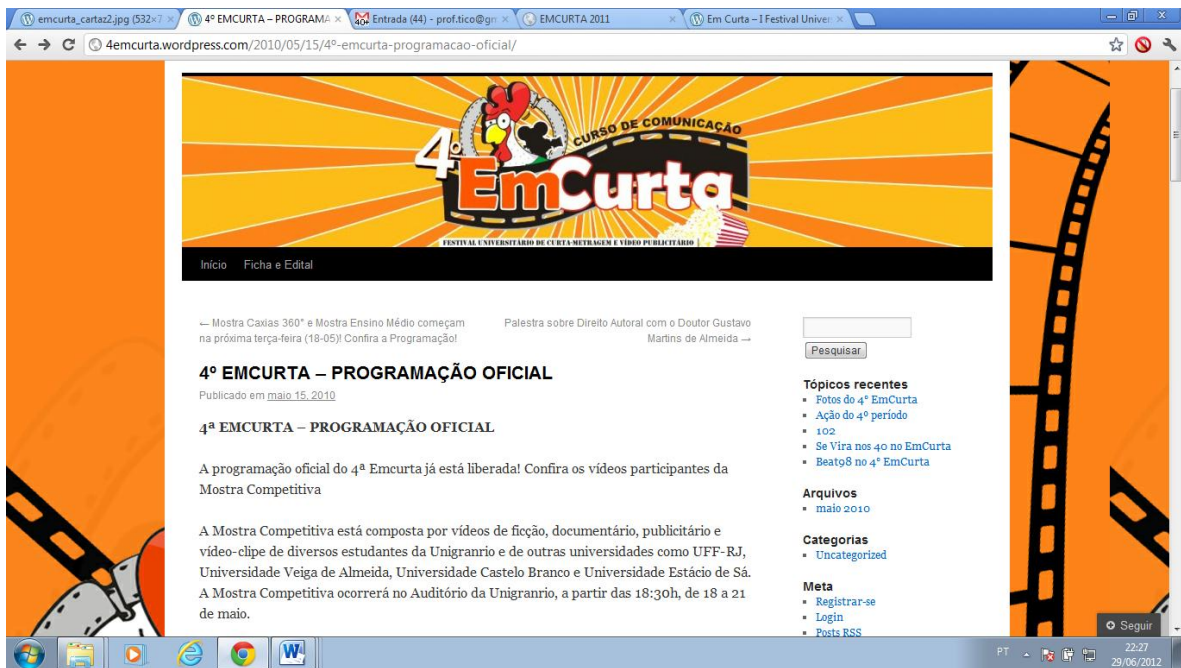 emcurta_cartaz2.jpg (532×7
4º EMCURTA – PROGRAMA
Entrada (44) - prof.tico@gm
EMCURTA 2011
Em Curta – I Festival Univer
4emcurta.wordpress.com/2010/05/15/4º-emcurta-programacao-oficial/
CURSO DE COMUNICAÇÃO
4º
EmCurta
FESTIVAL UNIVERSITÁRIO DE CURTA-METRAGEM E VÍDEO PUBLICITÁRIO
Início Ficha e Edital
← Mostra Caxias 360° e Mostra Ensino Médio começam
na próxima terça-feira (18-05)! Confira a Programação!
Palestra sobre Direito Autoral com o Doutor Gustavo
Martins de Almeida →
4º EMCURTA – PROGRAMAÇÃO OFICIAL
Publicado em maio 15, 2010
4ª EMCURTA – PROGRAMAÇÃO OFICIAL
A programação oficial do 4ª Emcurta já está liberada! Confira os vídeos participantes da
Mostra Competitiva
A Mostra Competitiva está composta por vídeos de ficção, documentário, publicitário e
vídeo-clipe de diversos estudantes da Unigranrio e de outras universidades como UFF-RJ,
Universidade Veiga de Almeida, Universidade Castelo Branco e Universidade Estácio de Sá.
A Mostra Competitiva ocorrerá no Auditório da Unigranrio, a partir das 18:30h, de 18 a 21
de maio.
Pesquisar
Tópicos recentes
Fotos do 4° EmCurta
Ação do 4º período
102
Se Vira nos 40 no EmCurta
Beat98 no 4° EmCurta
Arquivos
maio 2010
Categorias
Uncategorized
Meta
Registrar-se
Login
Posts RSS
Seguir
PT
22:27
29/06/2012